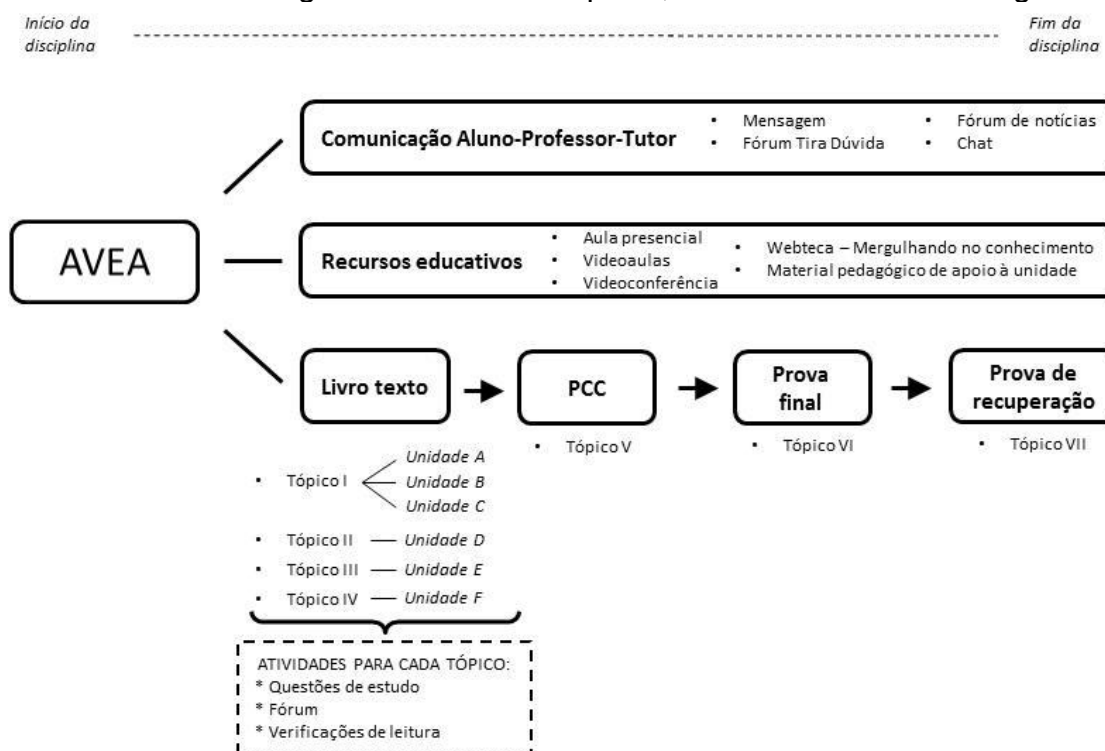 Início da
disciplina
Fim da
disciplina
Comunicação Aluno-Professor-Tutor
• Mensagem
• Fórum Tira Dúvida
• Fórum de notícias
• Chat
AVEA
Recursos educativos
• Aula presencial
• Videoaulas
• Videoconferência
• Webteca – Mergulhando no conhecimento
• Material pedagógico de apoio à unidade
Livro texto
PCC
Prova
final
Prova de
recuperação
• Tópico V
• Tópico VI
• Tópico VII
• Tópico I
Unidade A
Unidade B
Unidade C
• Tópico II
Unidade D
• Tópico III
Unidade E
• Tópico IV
Unidade F
ATIVIDADES PARA CADA TÓPICO:
* Questões de estudo
* Fórum
* Verificações de leitura